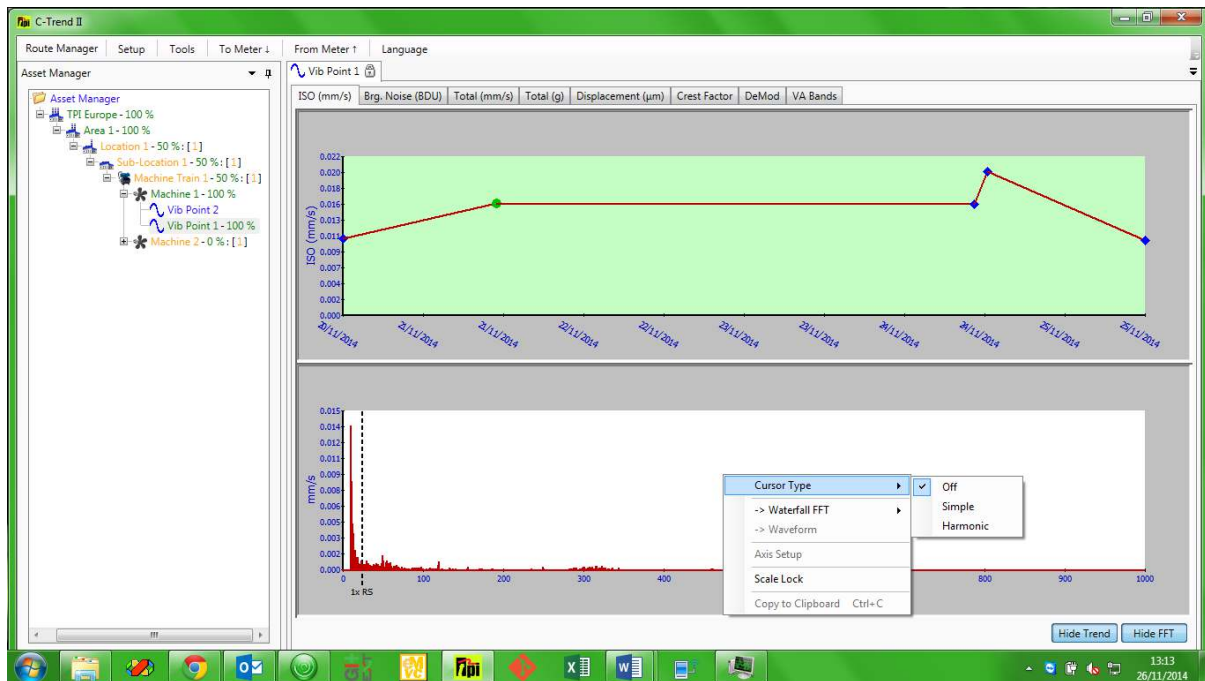 C-Trend II
Route Manager Setup Tools To Meter ↓ From Meter ↑ Language
Asset Manager
Vib Point 1
ISO (mm/s) Brg. Noise (BDU) Total (mm/s) Total (g) Displacement (µm) Crest Factor DeMod VA Bands
Asset Manager
TPI Europe - 100 %
Area 1 - 100 %
Location 1 - 50 % : [1]
Sub-Location 1 - 50 % : [1]
Machine Train 1 - 50 % : [1]
Machine 1 - 100 %
Vib Point 2
Vib Point 1 - 100 %
Machine 2 - 0 % : [1]
0.022
0.020
0.018
0.016
0.013
0.011
0.009
0.007
0.004
0.002
0.000
ISO (mm/s)
20/11/2014 21/11/2014 21/11/2014 22/11/2014 22/11/2014 23/11/2014 23/11/2014 24/11/2014 24/11/2014 25/11/2014 25/11/2014
0.015
0.014
0.012
0.011
0.009
0.008
0.006
0.005
0.003
0.002
0.000
mm/s
0 100 200 300 400 800 900 1000
1x RS
Cursor Type
-> Waterfall FFT
-> Waveform
Axis Setup
Scale Lock
Copy to Clipboard Ctrl+C
Off
Simple
Harmonic
Hide Trend Hide FFT
tpi
13:13
26/11/2014